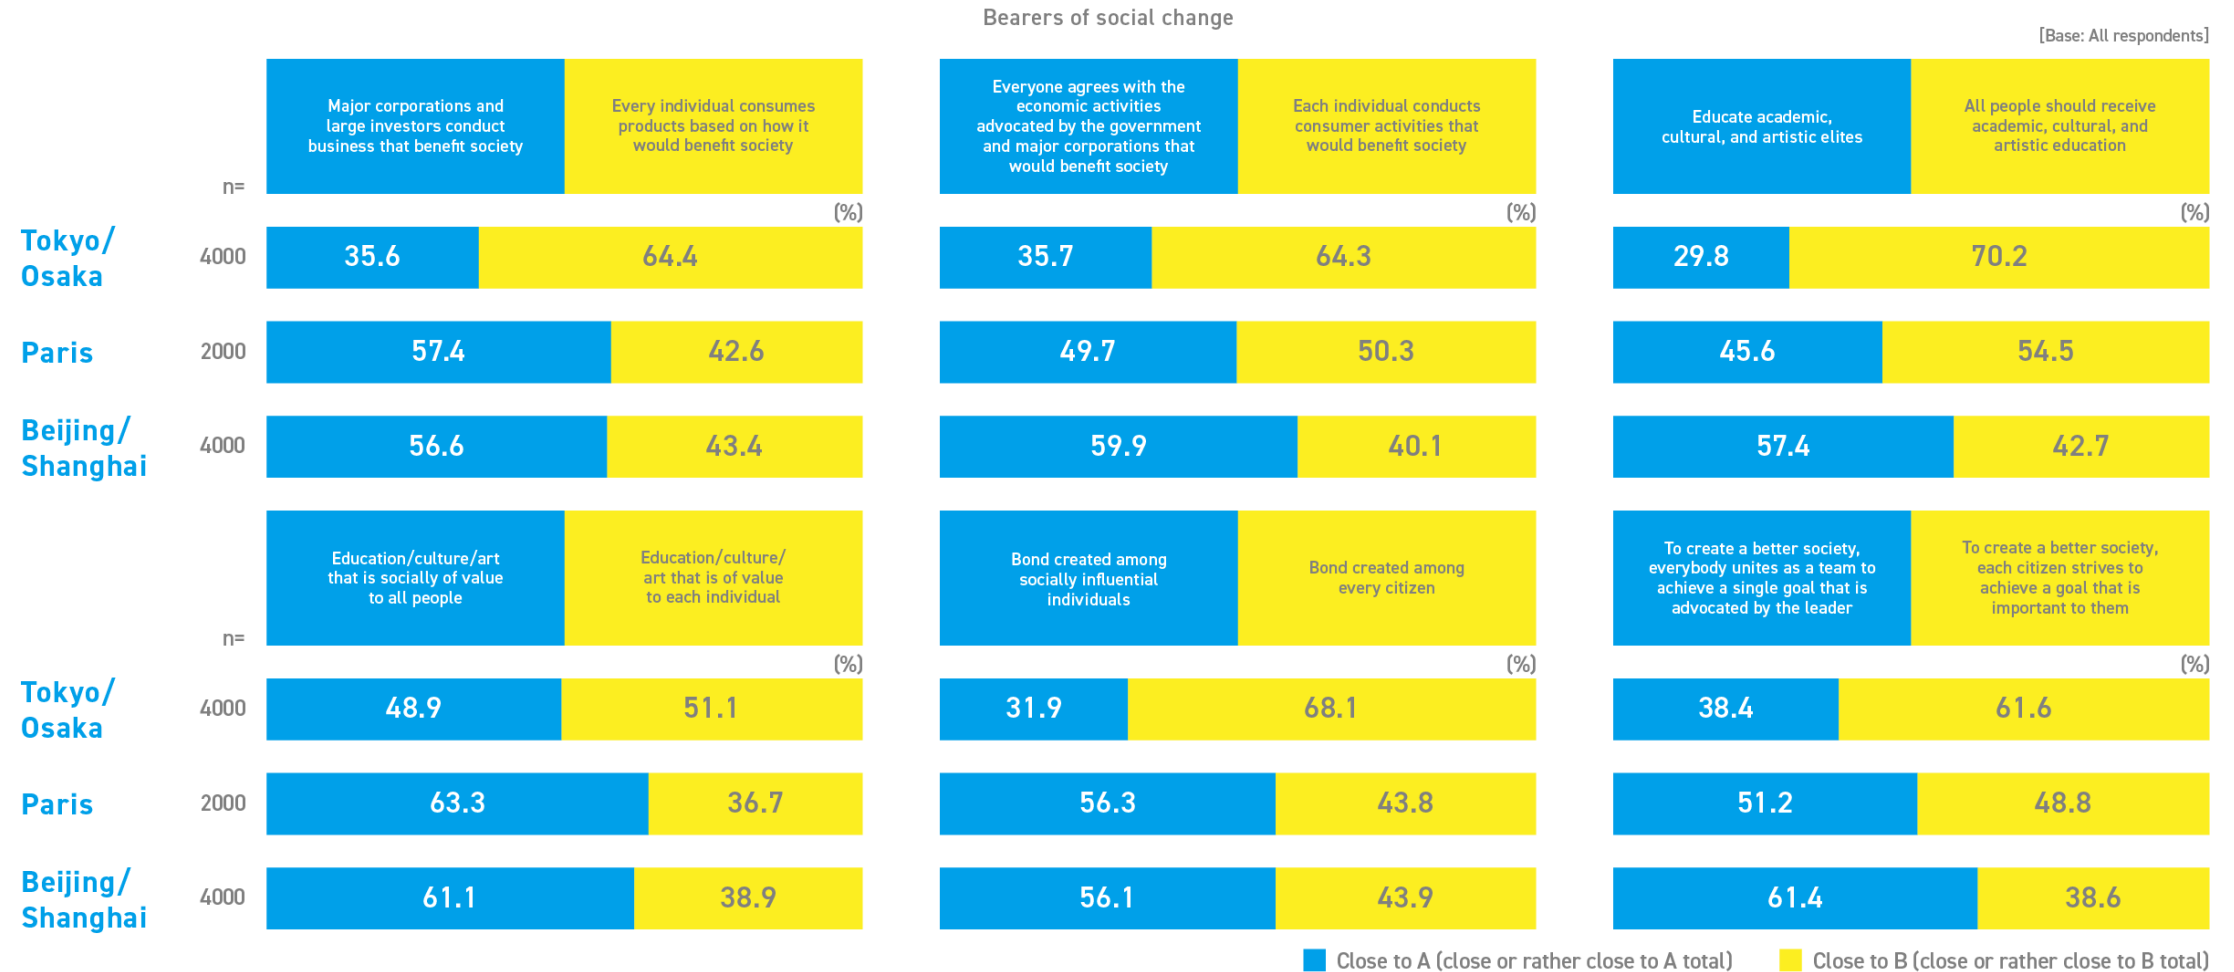 Bearers of social change
[Base: All respondents]
Major corporations and
large investors conduct
business that benefit society
Every individual consumes
products based on how it
would benefit society
Everyone agrees with the
economic activities
advocated by the government
and major corporations that
would benefit society
Each individual conducts
consumer activities that
would benefit society
Educate academic,
cultural, and artistic elites
All people should receive
academic, cultural, and
artistic education
n=
(%)
(%)
(%)
Tokyo/
Osaka
4000
35.6
64.4
35.7
64.3
29.8
70.2
Paris
2000
57.4
42.6
49.7
50.3
45.6
54.5
Beijing/
Shanghai
4000
56.6
43.4
59.9
40.1
57.4
42.7
Education/culture/art
that is socially of value
to all people
Education/culture/
art that is of value
to each individual
Bond created among
socially influential
individuals
Bond created among
every citizen
To create a better society,
everybody unites as a team to
achieve a single goal that is
advocated by the leader
To create a better society,
each citizen strives to
achieve a goal that is
important to them
n=
(%)
(%)
(%)
Tokyo/
Osaka
4000
48.9
51.1
31.9
68.1
38.4
61.6
Paris
2000
63.3
36.7
56.3
43.8
51.2
48.8
Beijing/
Shanghai
4000
61.1
38.9
56.1
43.9
61.4
38.6
Close to A (close or rather close to A total)
Close to B (close or rather close to B total)